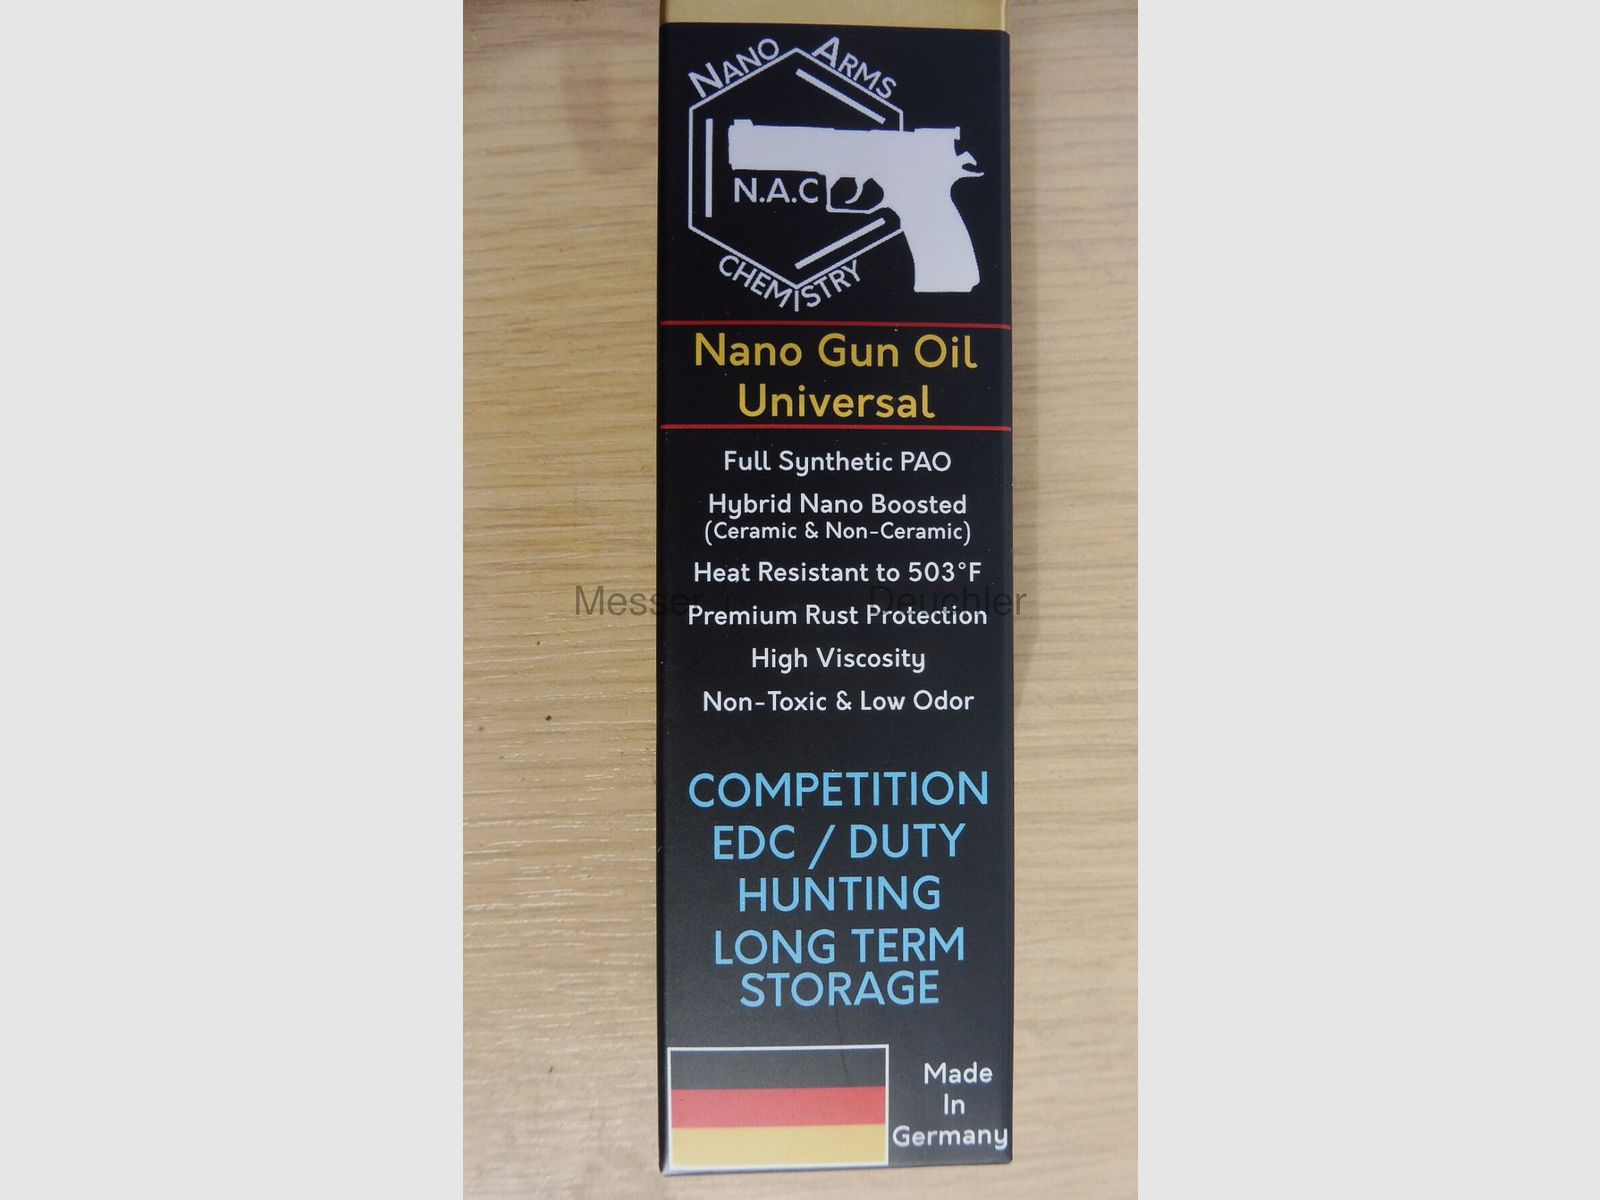 NANO ARMS
N.A.C
CHEMISTRY
Nano Gun Oil
Universal
Full Synthetic PAO
Hybrid Nano Boosted
(Ceramic & Non-Ceramic)
Heat Resistant to 503°F
Messer Deuchler
Premium Rust Protection
High Viscosity
Non-Toxic & Low Odor
COMPETITION
EDC / DUTY
HUNTING
LONG TERM
STORAGE
Made
In
Germany